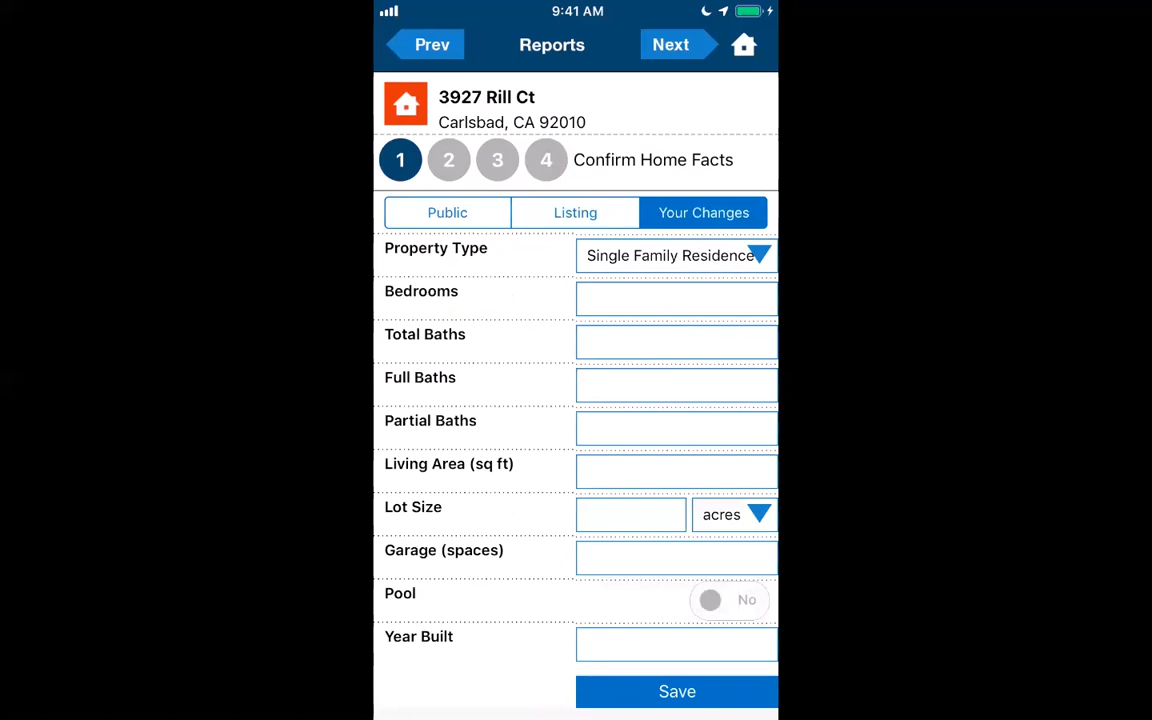 9:41 AM
Prev Reports Next
3927 Rill Ct
Carlsbad, CA 92010
1 2 3 4 Confirm Home Facts
Public Listing Your Changes
Property Type Single Family Residence
Bedrooms
Total Baths
Full Baths
Partial Baths
Living Area (sq ft)
Lot Size acres
Garage (spaces)
Pool No
Year Built
Save